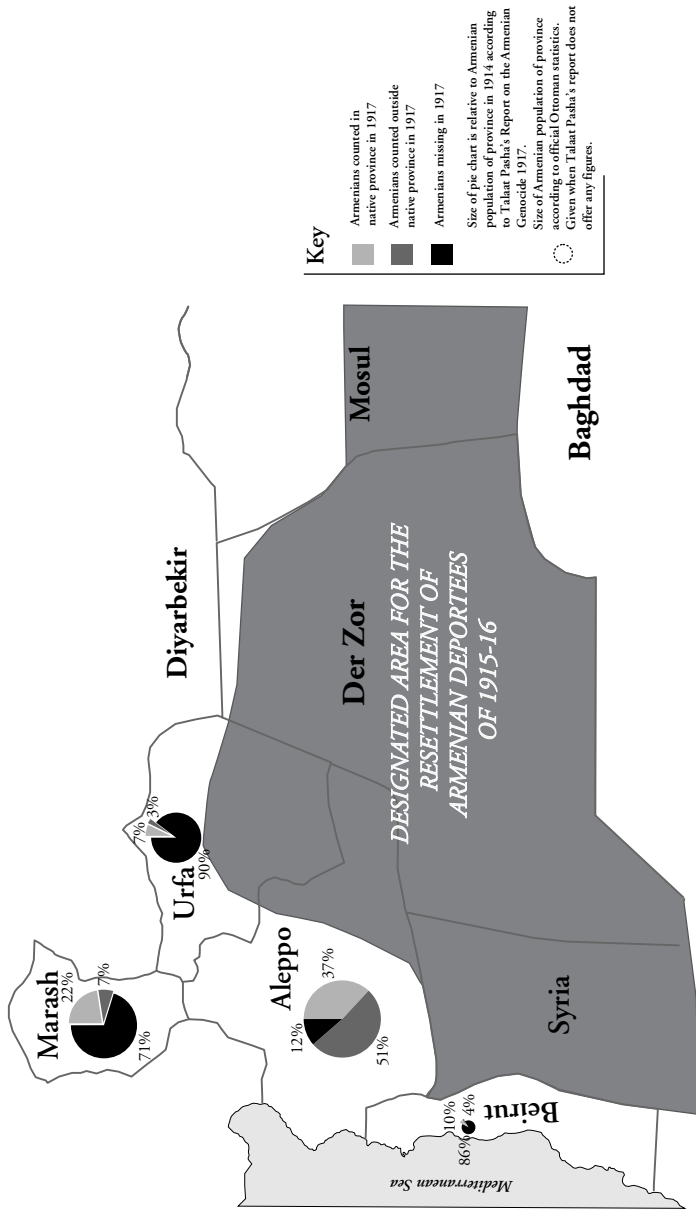 Key
Armenians counted in
native province in 1917
Armenians counted outside
native province in 1917
Armenians missing in 1917
Size of pie chart is relative to Armenian
population of province in 1914 according
to Talaat Pasha's Report on the Armenian
Genocide 1917.
Size of Armenian population of province
according to official Ottoman statistics.
Given when Talaat Pasha's report does not
offer any figures.
Marash
22%
7%
71%
Urfa
7%
3%
90%
Diyarbekir
Aleppo
37%
12%
51%
Der Zor
Mosul
DESIGNATED AREA FOR THE
RESETTLEMENT OF
ARMENIAN DEPORTEES
OF 1915-16
Baghdad
Syria
Beirut
10%
4%
86%
Mediterranean Sea